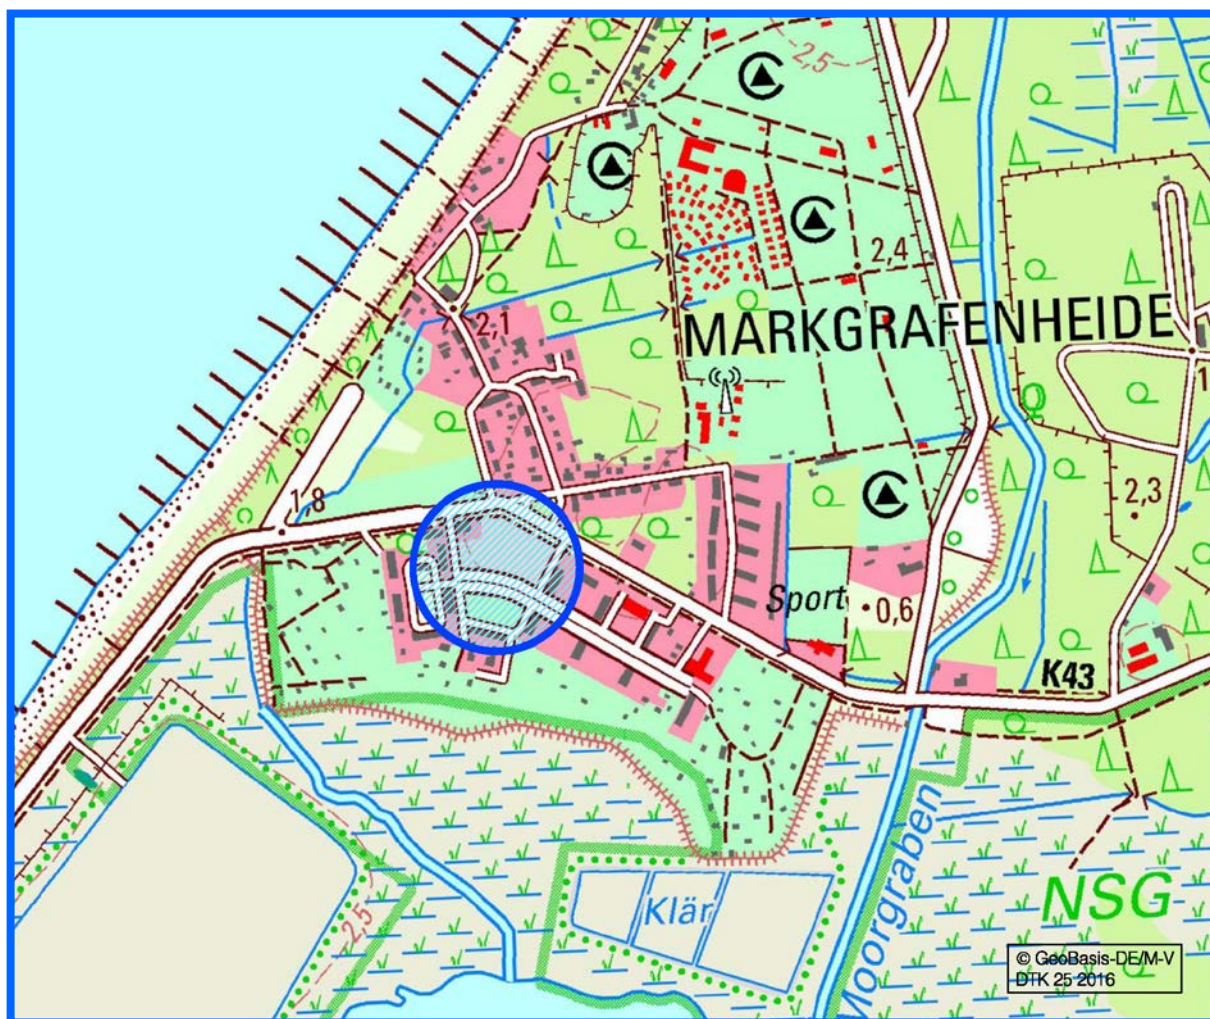 2,5
2,4
MARKGRAFENHEIDE
2,1
1
2,3
1,8
Sport
0,6
K43
Moorgraben
NSG
Klär
2,5
© GeoBasis-DE/M-V
DTK 25 2016